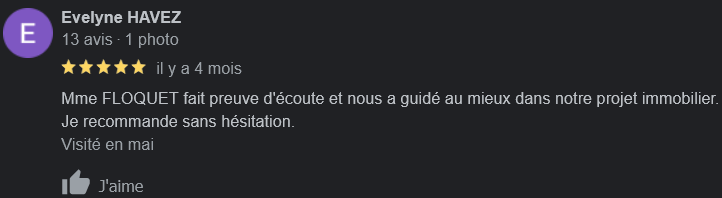 E
Evelyne HAVEZ
13 avis · 1 photo
il y a 4 mois
Mme FLOQUET fait preuve d'écoute et nous a guidé au mieux dans notre projet immobilier.
Je recommande sans hésitation.
Visité en mai
J'aime